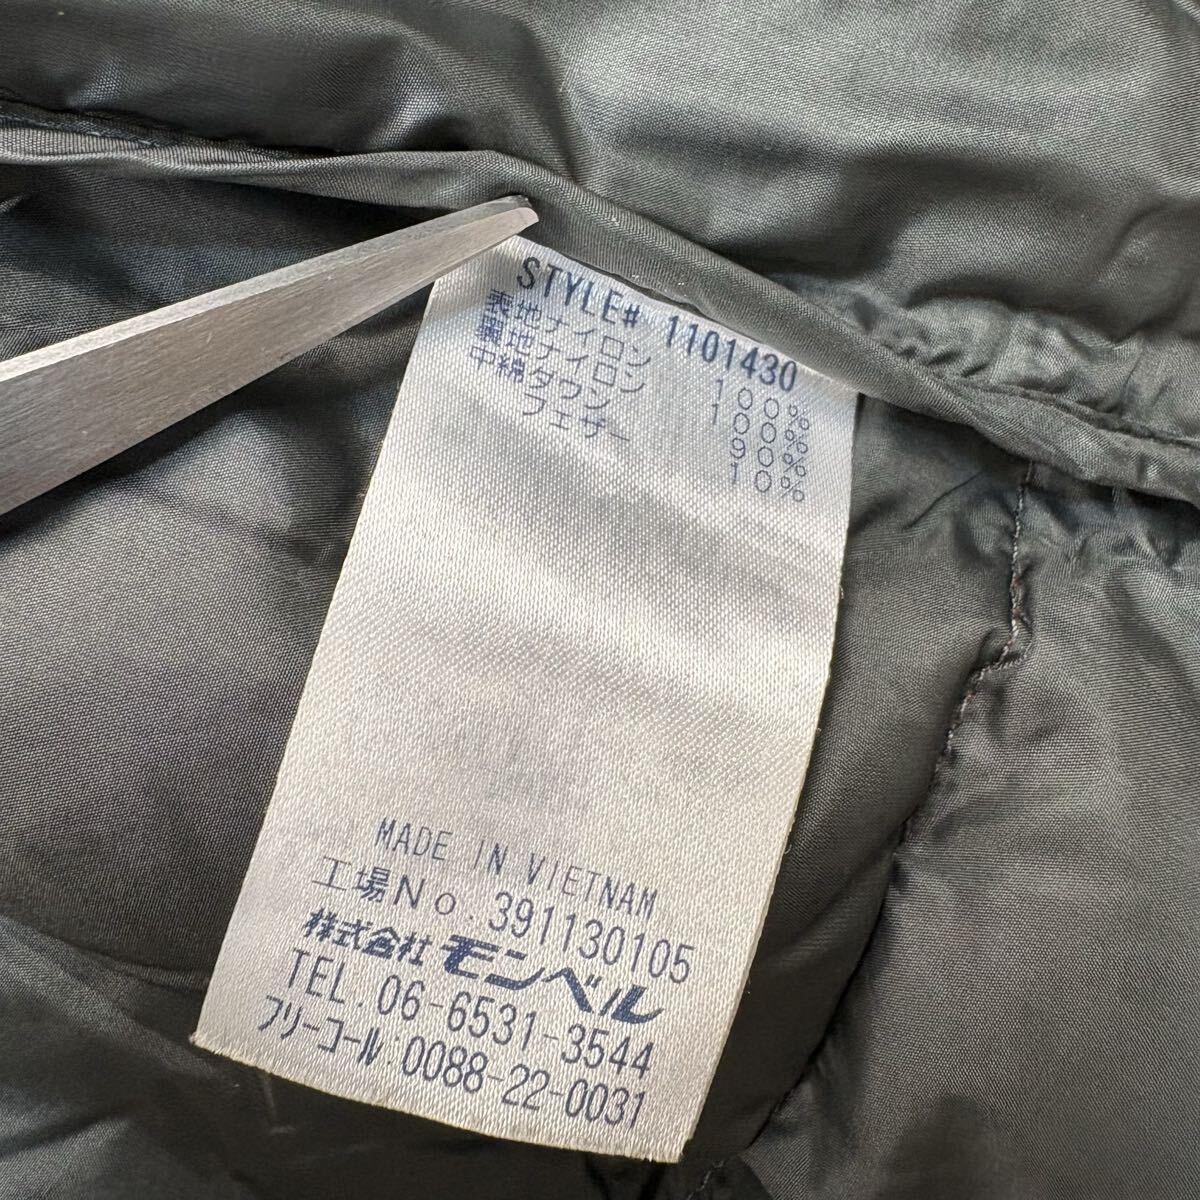 STYLE# 1101430
表地ナイロン 100%
裏地ナイロン 100%
中綿ダウン 90%
フェザー 10%
MADE IN VIETNAM
工場No.391130105
株式会社モンベル
TEL.06-6531-3544
フリーコール:0088-22-0031